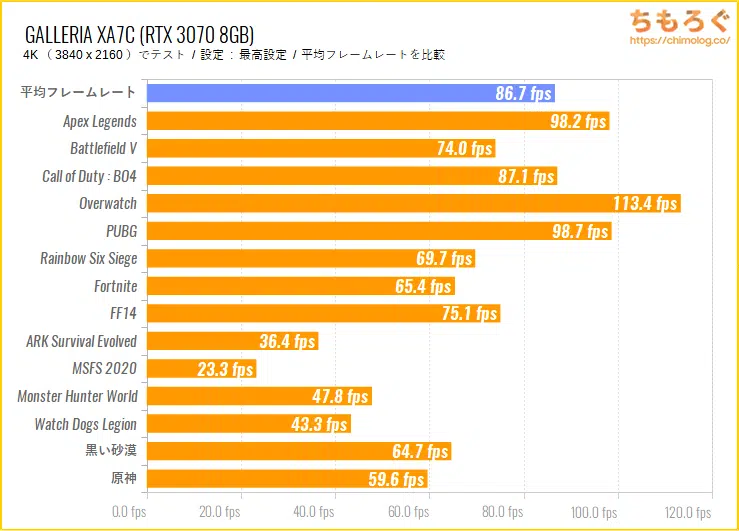 GALLERIA XA7C (RTX 3070 8GB)
ちもろぐ
4K （ 3840 x 2160 ）でテスト / 設定 : 最高設定 / 平均フレームレートを比較
https://chimolog.co/
平均フレームレート 86.7 fps
Apex Legends 98.2 fps
Battlefield V 74.0 fps
Call of Duty : BO4 87.1 fps
Overwatch 113.4 fps
PUBG 98.7 fps
Rainbow Six Siege 69.7 fps
Fortnite 65.4 fps
FF14 75.1 fps
ARK Survival Evolved 36.4 fps
MSFS 2020 23.3 fps
Monster Hunter World 47.8 fps
Watch Dogs Legion 43.3 fps
黒い砂漠 64.7 fps
原神 59.6 fps
0.0 fps 20.0 fps 40.0 fps 60.0 fps 80.0 fps 100.0 fps 120.0 fps